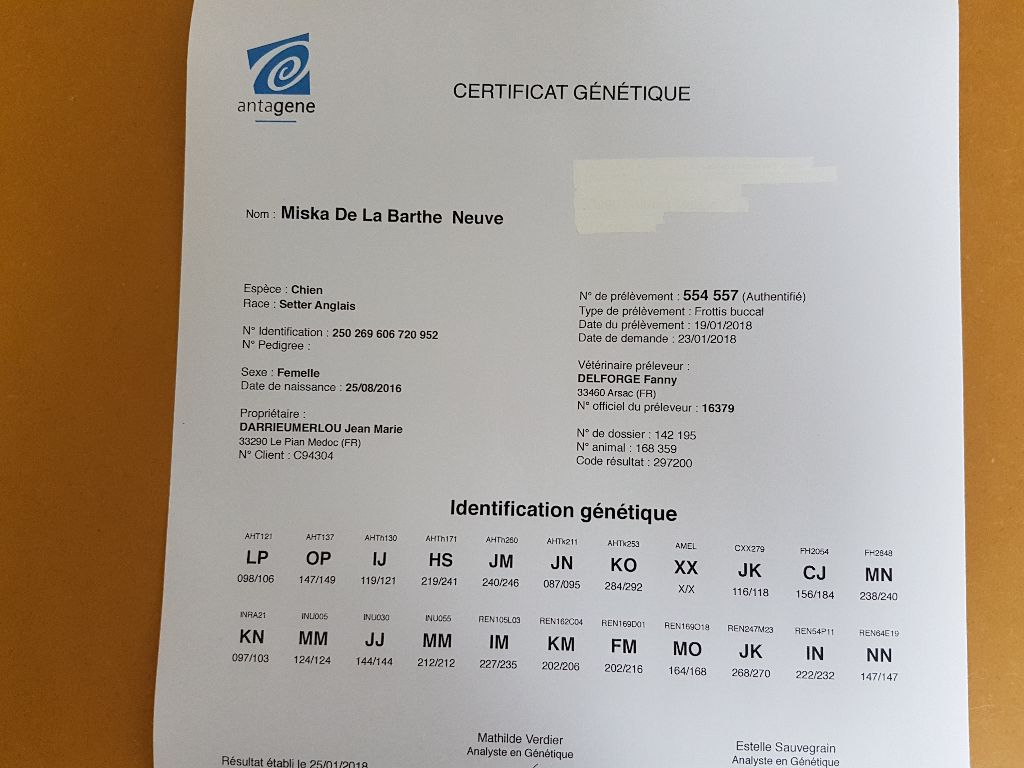 antagene
CERTIFICAT GÉNÉTIQUE
Nom : Miska De La Barthe Neuve
Espèce : Chien
Race : Setter Anglais
N° Identification : 250 269 606 720 952
N° Pedigree :
Sexe : Femelle
Date de naissance : 25/08/2016
Propriétaire :
DARRIEUMERLOU Jean Marie
33290 Le Pian Medoc (FR)
N° Client : C94304
N° de prélèvement : 554 557 (Authentifié)
Type de prélèvement : Frottis buccal
Date du prélèvement : 19/01/2018
Date de demande : 23/01/2018
Vétérinaire préleveur :
DELFORGE Fanny
33460 Arsac (FR)
N° officiel du préleveur : 16379
N° de dossier : 142 195
N° animal : 168 359
Code résultat : 297200
Identification génétique
AHT121 AHT137 AHTh130 AHTh171 AHTh260 AHTk211 AHTk253 AMEL CXX279 FH2054 FH2848
LP OP IJ HS JM JN KO XX JK CJ MN
098/106 147/149 119/121 219/241 240/246 087/095 284/292 X/X 116/118 156/184 238/240
INRA21 INU005 INU030 INU055 REN105L03 REN162C04 REN169D01 REN169O18 REN247M23 REN54P11 REN64E19
KN MM JJ MM IM KM FM MO JK IN NN
097/103 124/124 144/144 212/212 227/235 202/206 202/216 164/168 268/270 222/232 147/147
Mathilde Verdier
Analyste en Génétique
Estelle Sauvegrain
Analyste en Génétique
Résultat établi le 25/01/2018